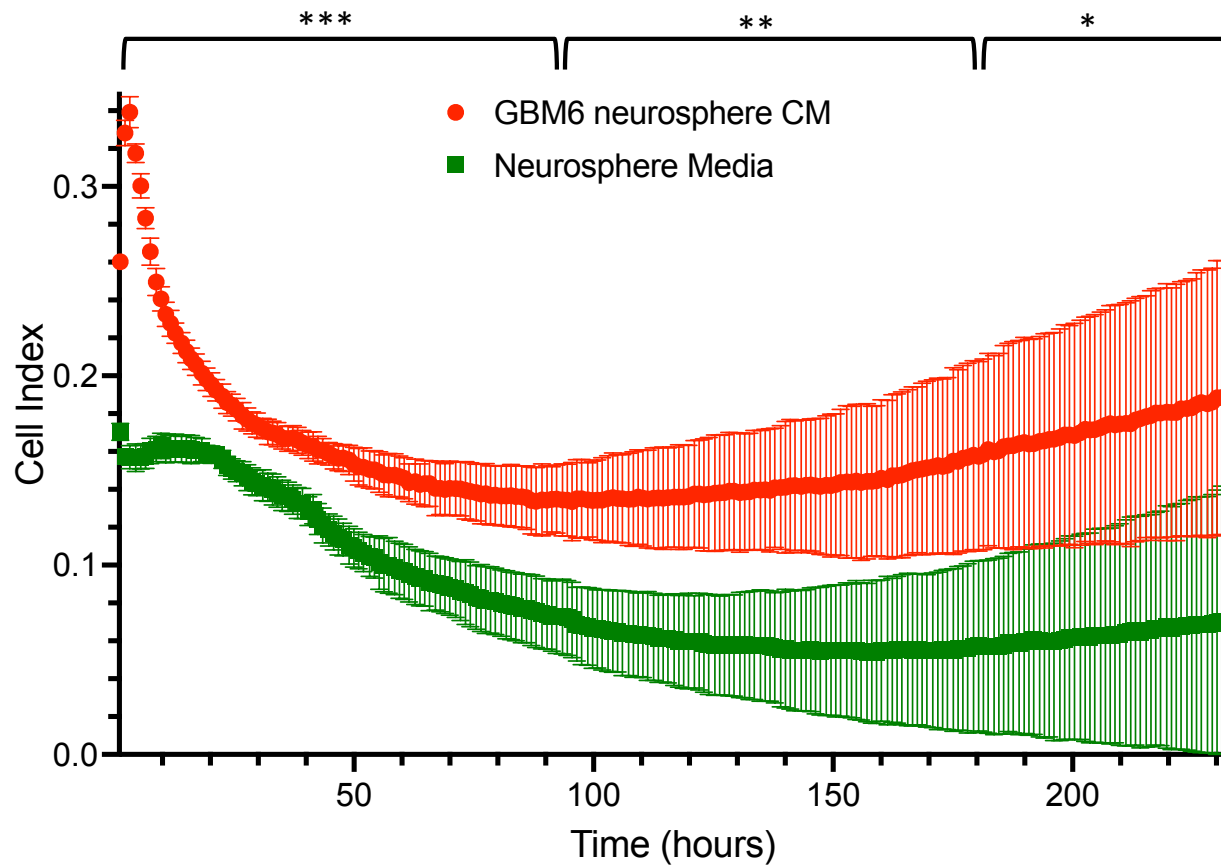 *** ** *
GBM6 neurosphere CM
Neurosphere Media
Cell Index
0.3
0.2
0.1
0.0
50 100 150 200
Time (hours)